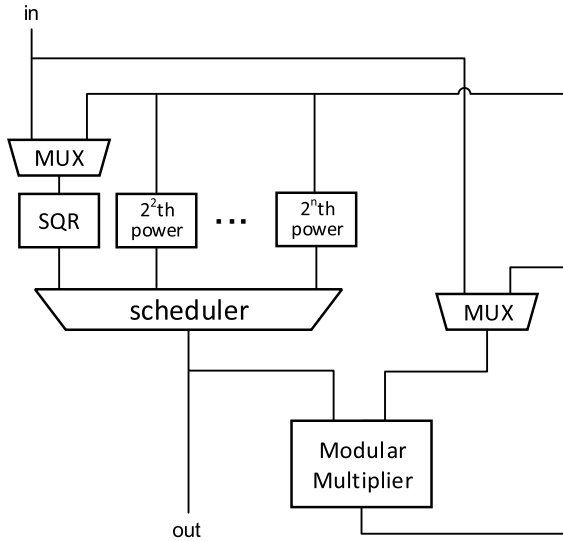 in
MUX
SQR
2²th
power
...
2ⁿth
power
scheduler
MUX
Modular
Multiplier
out